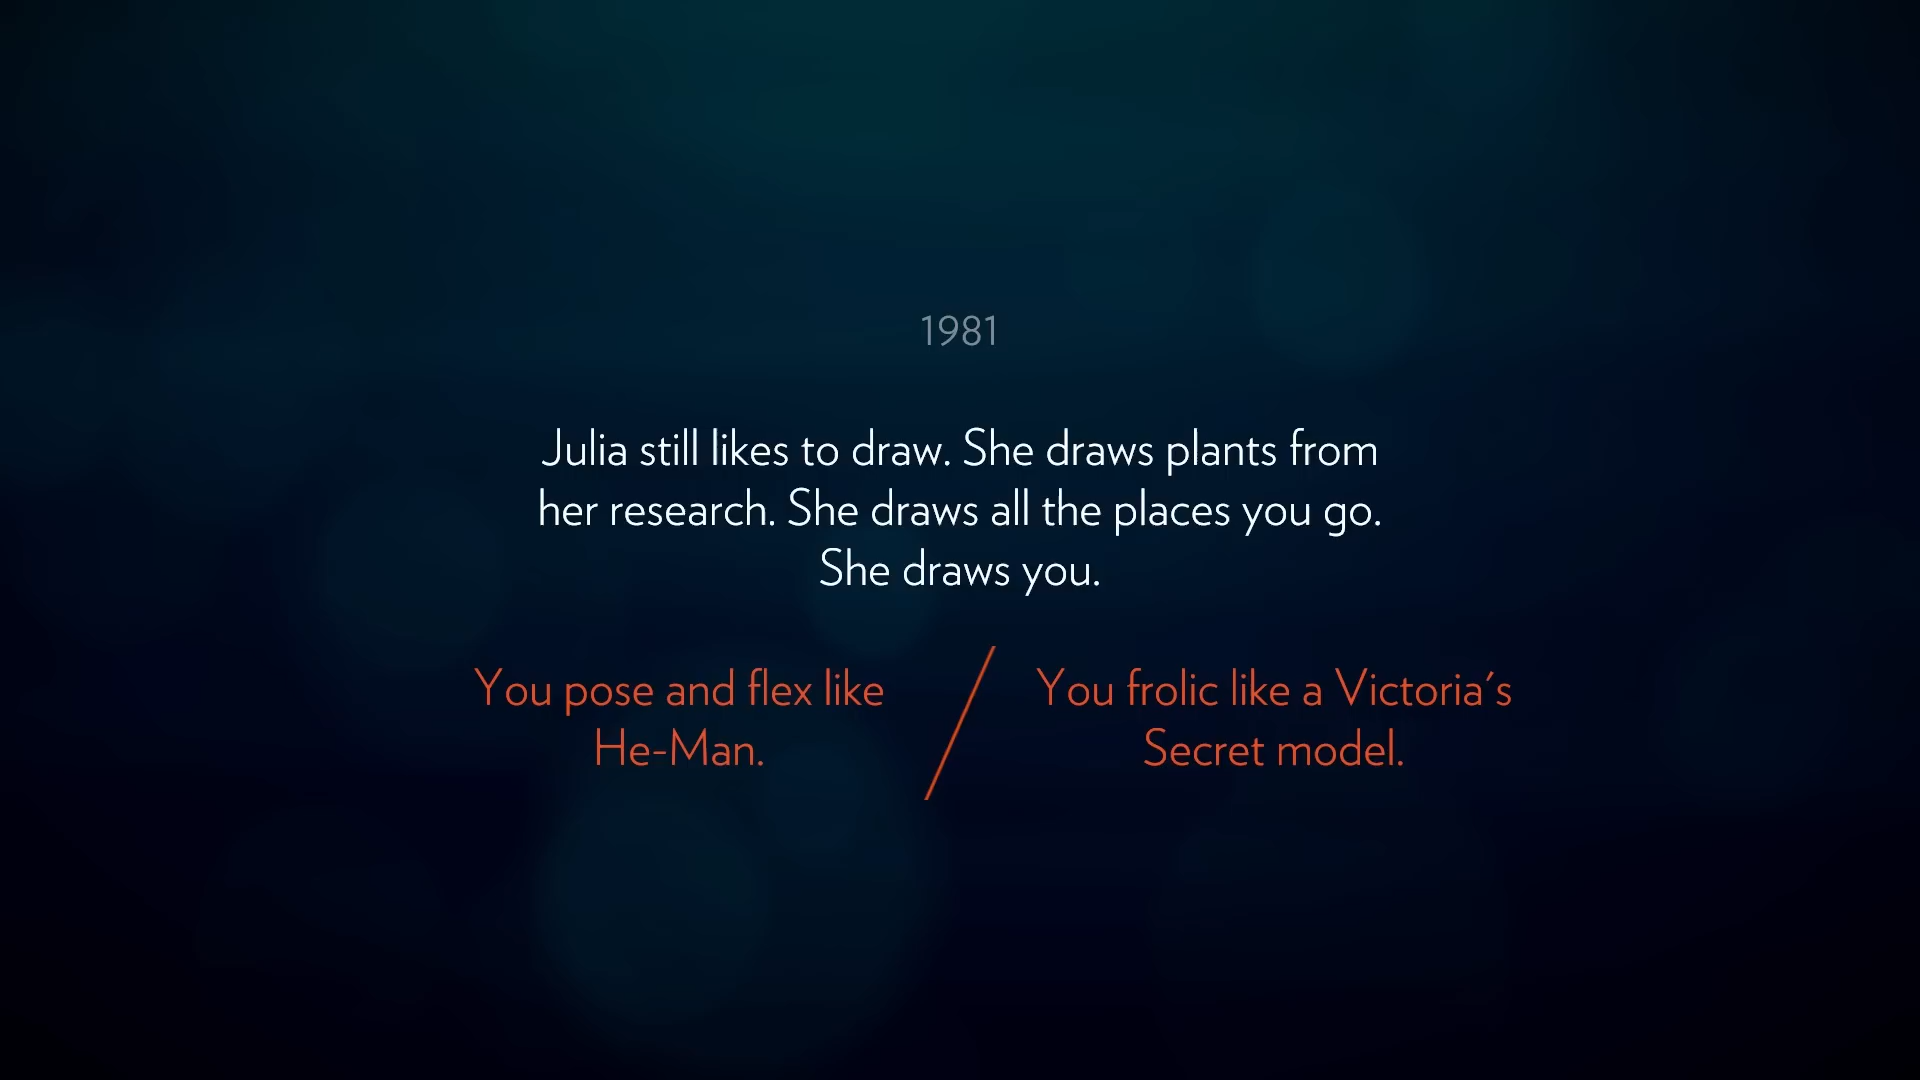 1981
Julia still likes to draw. She draws plants from
her research. She draws all the places you go.
She draws you.
You pose and flex like
He-Man.
You frolic like a Victoria's
Secret model.